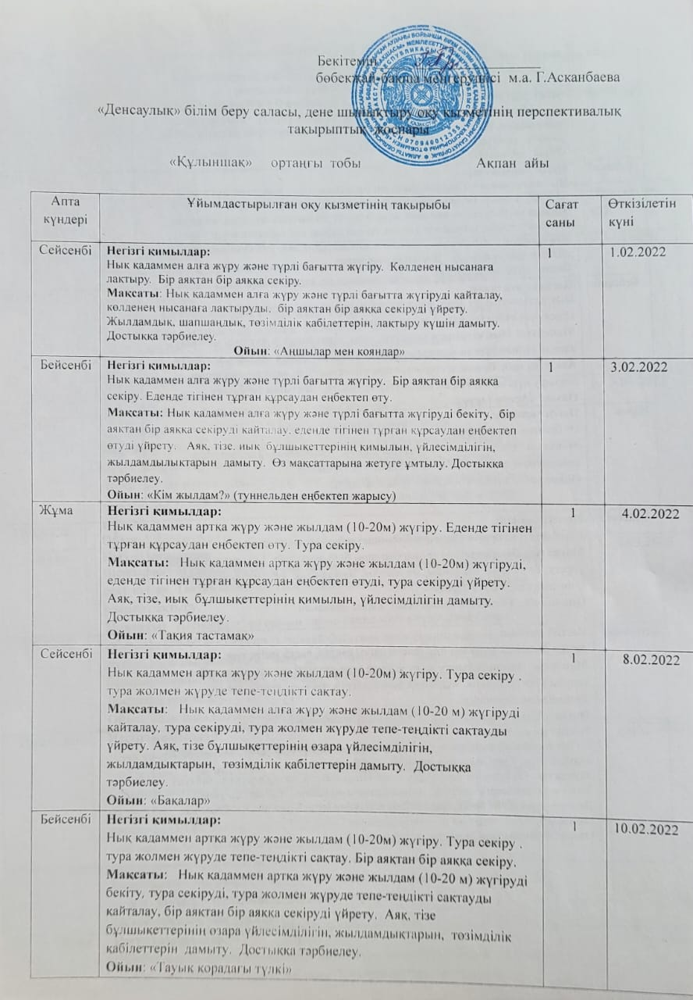 Бекітемін
бөбекжай-бақша меңгерушісі м.а. Г.Асканбаева
«Денсаулық» білім беру саласы, дене шынықтыру оқу қызметінің перспективалық
тақырыптық жоспары
«Құлыншақ» ортаңғы тобы Ақпан айы
Апта күндері Ұйымдастырылған оқу қызметінің тақырыбы Сағат саны Өткізілетін күні
Сейсенбі Негізгі қимылдар: 1 1.02.2022
Нық қадаммен алға жүру және түрлі бағытта жүгіру. Көлденең нысанаға
лақтыру. Бір аяқтан бір аяққа секіру.
Мақсаты: Нық қадаммен алға жүру және түрлі бағытта жүгіруді қайталау,
көлденең нысанаға лақтыруды, бір аяқтан бір аяққа секіруді үйрету.
Жылдамдық, шапшаңдық, төзімділік қабілеттерін, лақтыру күшін дамыту.
Достыққа тәрбиелеу.
Ойын: «Аңшылар мен қояндар»
Бейсенбі Негізгі қимылдар: 1 3.02.2022
Нық қадаммен алға жүру және түрлі бағытта жүгіру. Бір аяқтан бір аяққа
секіру. Еденде тігінен тұрған құрсаудан еңбектеп өту.
Мақсаты: Нық қадаммен алға жүру және түрлі бағытта жүгіруді бекіту, бір
аяқтан бір аяққа секіруді қайталау, еденде тігінен тұрған құрсаудан еңбектеп
өтуді үйрету. Аяқ, тізе, иық бұлшықеттерінің қимылын, үйлесімділігін,
жылдамдылықтарын дамыту. Өз мақсаттарына жетуге ұмтылу. Достыққа
тәрбиелеу.
Ойын: «Кім жылдам?» (туннельден еңбектеп жарысу)
Жұма Негізгі қимылдар: 1 4.02.2022
Нық қадаммен артқа жүру және жылдам (10-20м) жүгіру. Еденде тігінен
тұрған құрсаудан еңбектеп өту. Тура секіру.
Мақсаты: Нық қадаммен артқа жүру және жылдам (10-20м) жүгіруді,
еденде тігінен тұрған құрсаудан еңбектеп өтуді, тура секіруді үйрету.
Аяқ, тізе, иық бұлшықеттерінің қимылын, үйлесімділігін дамыту.
Достыққа тәрбиелеу.
Ойын: «Тақия тастамақ»
Сейсенбі Негізгі қимылдар: 1 8.02.2022
Нық қадаммен артқа жүру және жылдам (10-20м) жүгіру. Тура секіру .
тура жолмен жүруде тепе-теңдікті сақтау.
Мақсаты: Нық қадаммен алға жүру және жылдам (10-20 м) жүгіруді
қайталау, тура секіруді, тура жолмен жүруде тепе-теңдікті сақтауды
үйрету. Аяқ, тізе бұлшықеттерінің өзара үйлесімділігін,
жылдамдықтарын, төзімділік қабілеттерін дамыту. Достыққа
тәрбиелеу.
Ойын: «Бақалар»
Бейсенбі Негізгі қимылдар: 1 10.02.2022
Нық қадаммен артқа жүру және жылдам (10-20м) жүгіру. Тура секіру .
тура жолмен жүруде тепе-теңдікті сақтау. Бір аяқтан бір аяққа секіру.
Мақсаты: Нық қадаммен артқа жүру және жылдам (10-20 м) жүгіруді
бекіту, тура секіруді, тура жолмен жүруде тепе-теңдікті сақтауды
қайталау, бір аяқтан бір аяққа секіруді үйрету. Аяқ, тізе
бұлшықеттерінің өзара үйлесімділігін, жылдамдықтарын, төзімділік
қабілеттерін дамыту. Достыққа тәрбиелеу.
Ойын: «Тауық қорадағы түлкі»